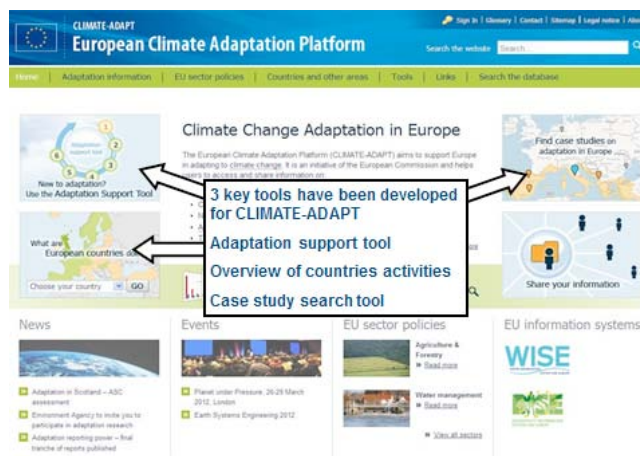 CLIMATE-ADAPT
European Climate Adaptation Platform
Sign In | Glossary | Contact | Sitemap | Legal notice |
Search the website Search...
Home | Adaptation information | EU sector policies | Countries and other areas | Tools | Links | Search the database
Adaptation support tool
1
2
3
4
5
6
New to adaptation?
Use the Adaptation Support Tool
Climate Change Adaptation in Europe
The European Climate Adaptation Platform (CLIMATE-ADAPT) aims to support Europe
in adapting to climate change. It is an initiative of the European Commission and helps
users to access and share information on:
Find case studies on
adaptation in Europe
3 key tools have been developed
for CLIMATE-ADAPT
Adaptation support tool
Overview of countries activities
Case study search tool
What are
European countries
Choose your country GO
Share your information
News
Adaptation in Scotland – ASC
assessment
Environment Agency to invite you to
participate in adaptation research
Adaptation reporting power – final
tranche of reports published
Events
Planet under Pressure: 26-29 March
2012, London
Earth Systems Engineering 2012
EU sector policies
Agriculture &
Forestry
Read more
Water management
Read more
View all sectors
EU information systems
WISE